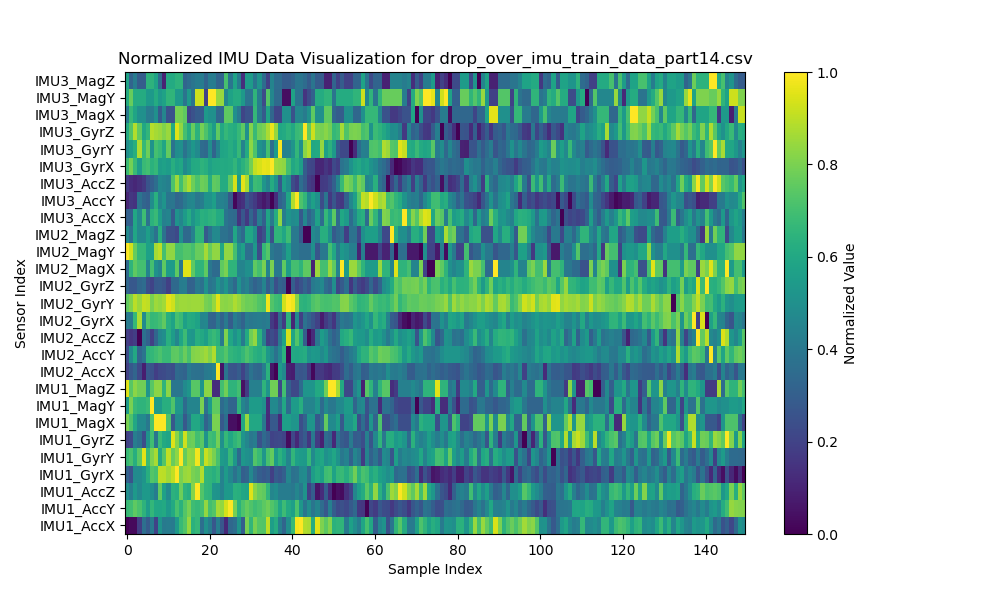 Normalized IMU Data Visualization for drop_over_imu_train_data_part14.csv
IMU3_MagZ
IMU3_MagY
IMU3_MagX
IMU3_GyrZ
IMU3_GyrY
IMU3_GyrX
IMU3_AccZ
IMU3_AccY
IMU3_AccX
IMU2_MagZ
IMU2_MagY
IMU2_MagX
IMU2_GyrZ
IMU2_GyrY
IMU2_GyrX
IMU2_AccZ
IMU2_AccY
IMU2_AccX
IMU1_MagZ
IMU1_MagY
IMU1_MagX
IMU1_GyrZ
IMU1_GyrY
IMU1_GyrX
IMU1_AccZ
IMU1_AccY
IMU1_AccX
Sensor Index
0 20 40 60 80 100 120 140
Sample Index
1.0
0.8
0.6
0.4
0.2
0.0
Normalized Value